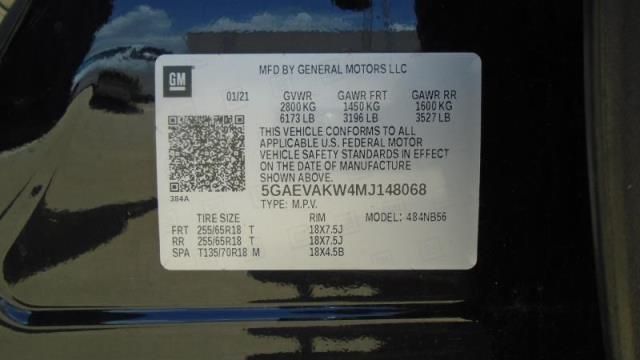 GM
MFD BY GENERAL MOTORS LLC
01/21 GVWR GAWR FRT GAWR RR
2800 KG 1450 KG 1600 KG
6173 LB 3196 LB 3527 LB
THIS VEHICLE CONFORMS TO ALL
APPLICABLE U.S. FEDERAL MOTOR
VEHICLE SAFETY STANDARDS IN EFFECT
ON THE DATE OF MANUFACTURE
SHOWN ABOVE.
384A
5GAEVAKW4MJ148068
TYPE: M.P.V.
TIRE SIZE RIM MODEL: 484NB56
FRT 255/65R18 T 18X7.5J
RR 255/65R18 T 18X7.5J
SPA T135/70R18 M 18X4.5B